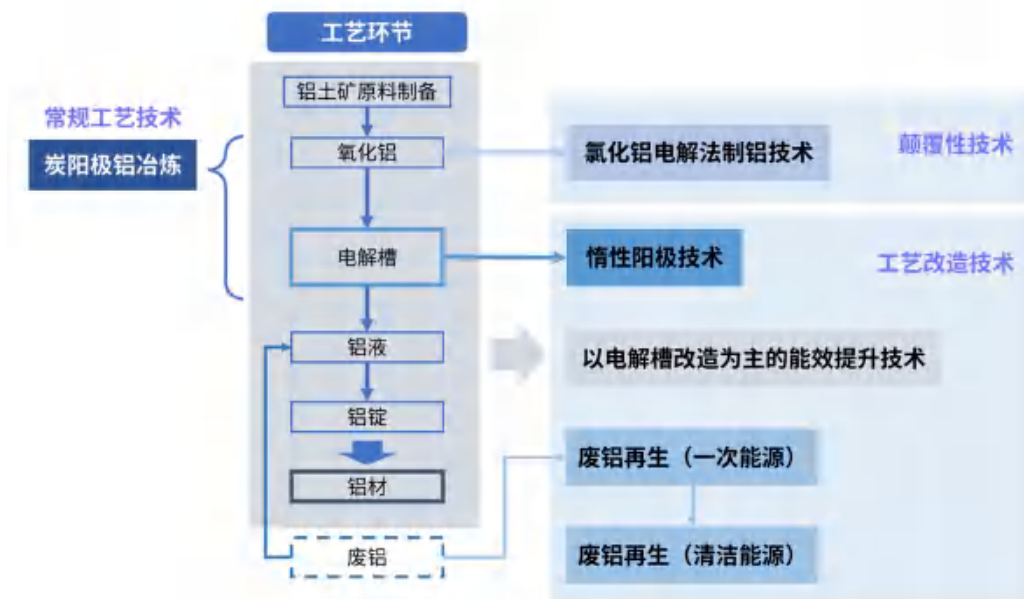 工艺环节
常规工艺技术
炭阳极铝冶炼
铝土矿原料制备
氧化铝
电解槽
铝液
铝锭
铝材
废铝
氯化铝电解法制铝技术
颠覆性技术
惰性阳极技术
工艺改造技术
以电解槽改造为主的能效提升技术
废铝再生（一次能源）
废铝再生（清洁能源）